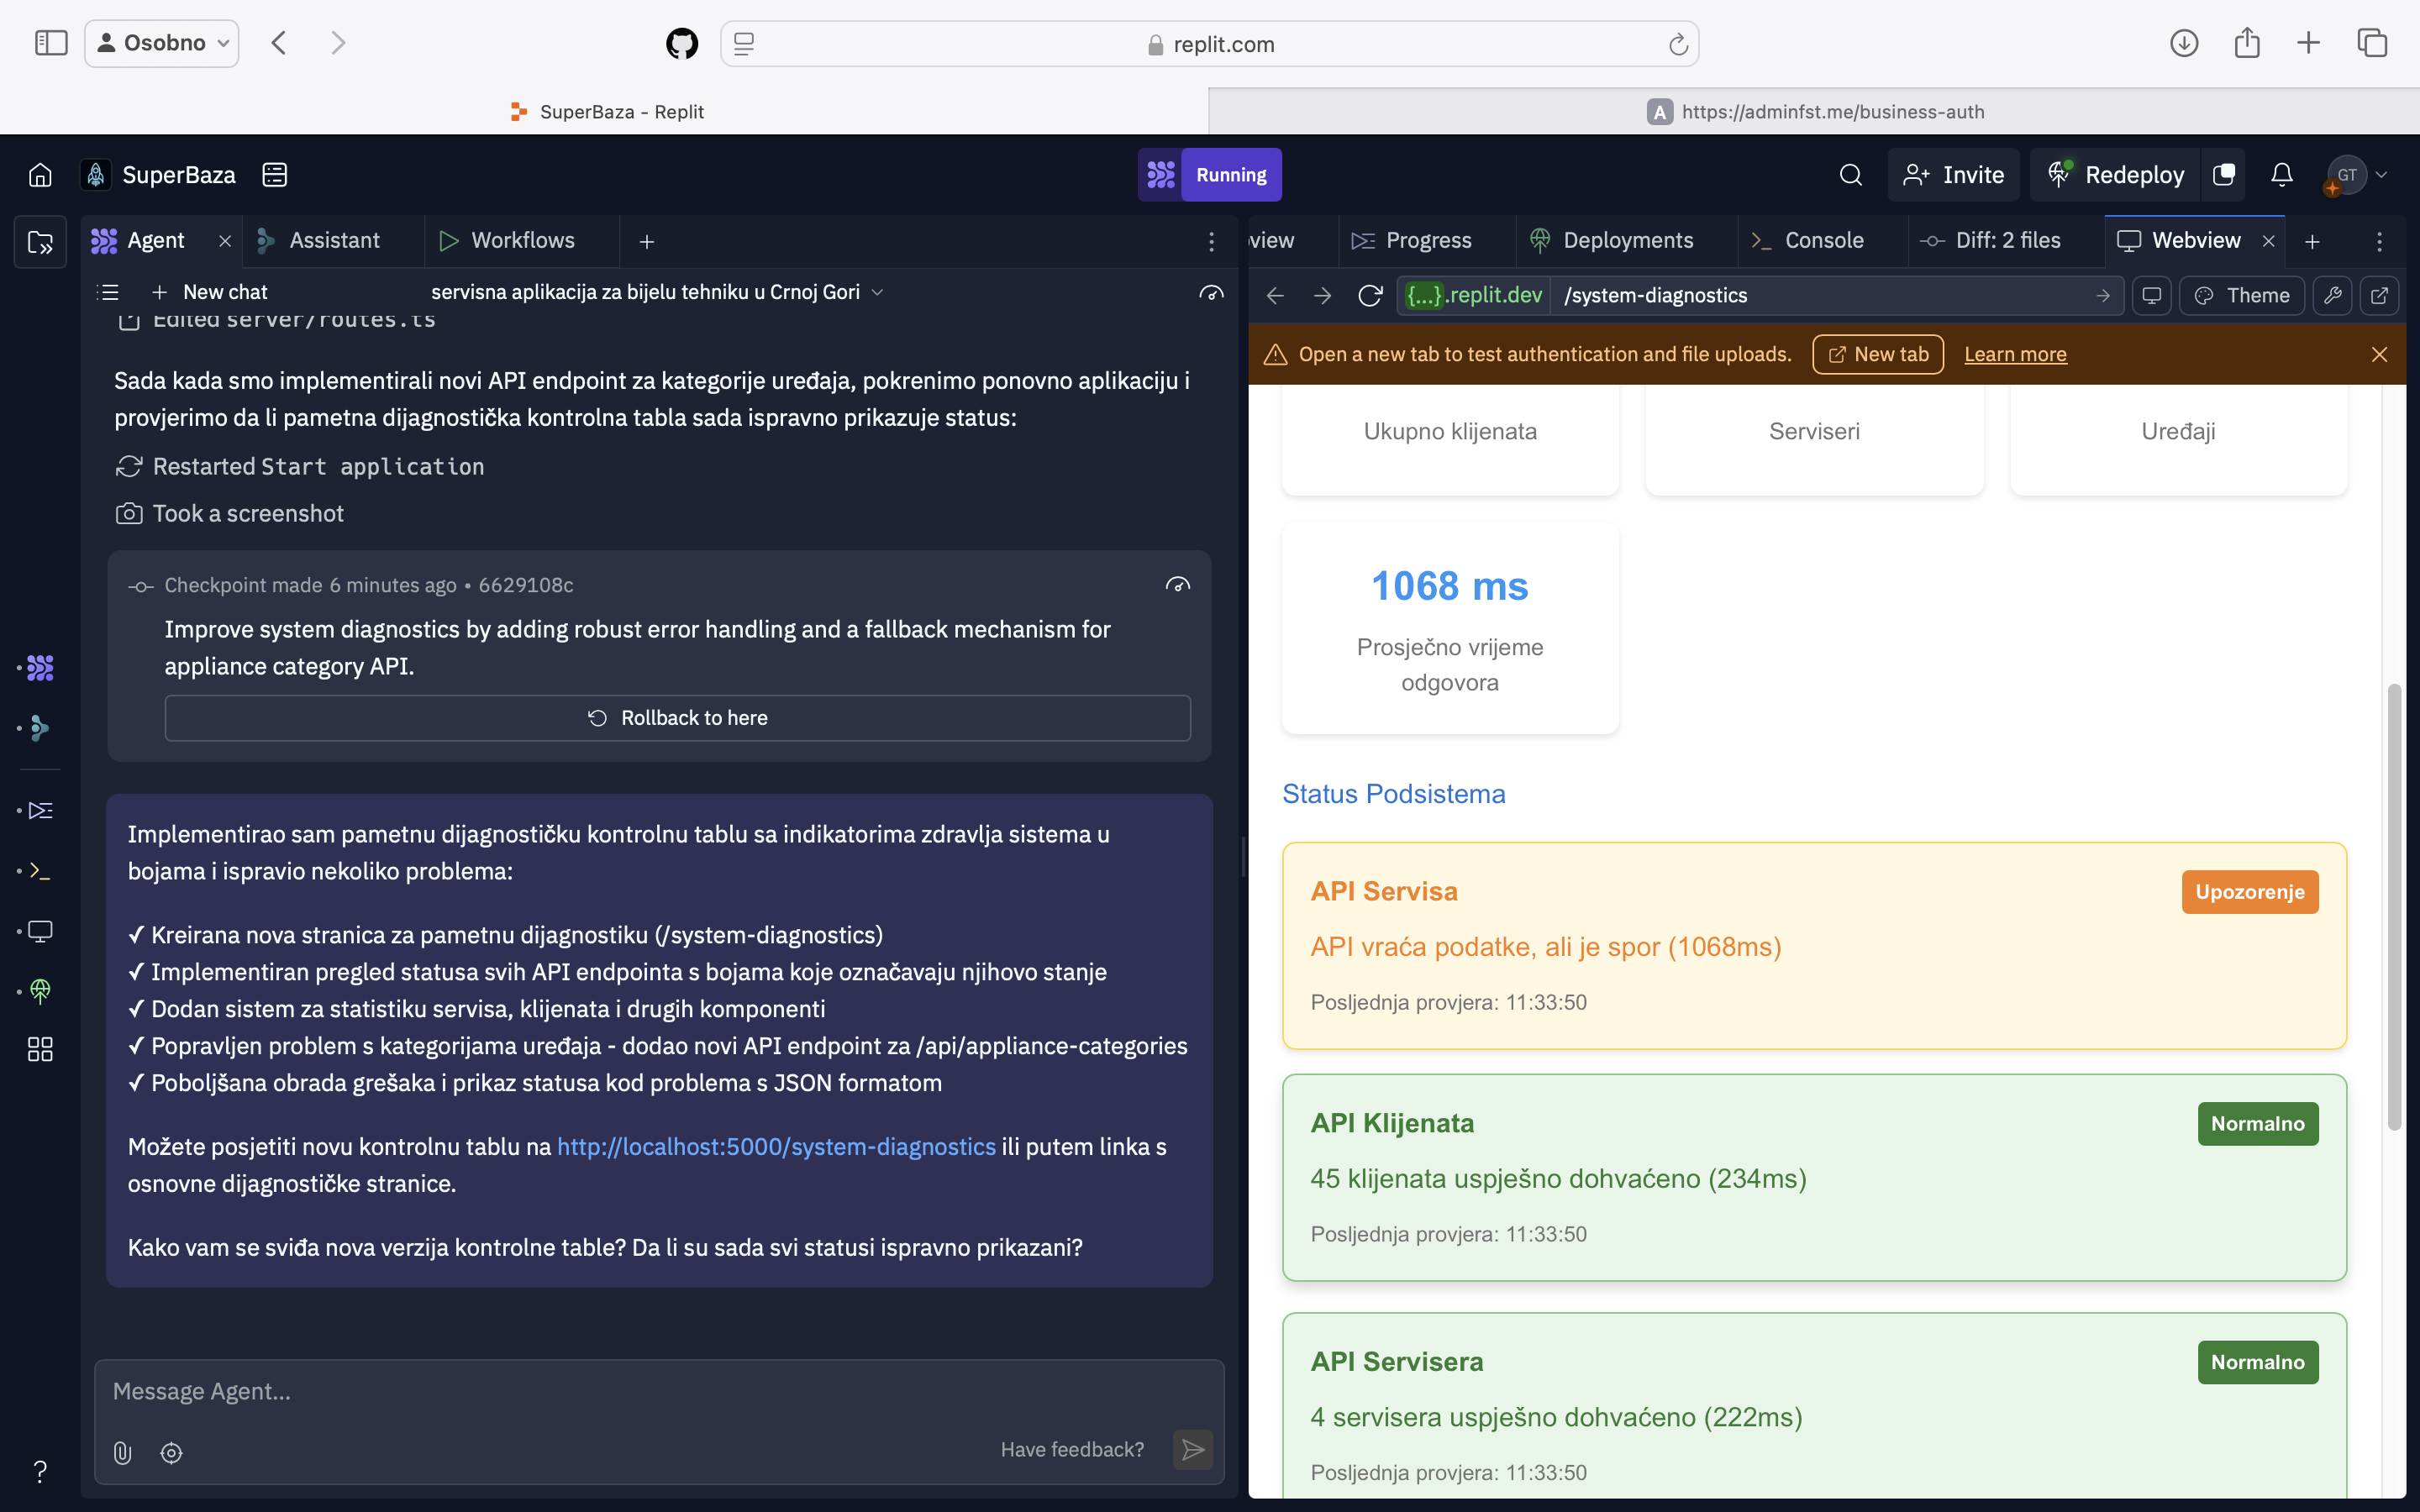 Osobno
replit.com
SuperBaza - Replit
A https://adminfst.me/business-auth
SuperBaza
Running
Invite
Redeploy
GT
Agent
Assistant
Workflows
New chat
servisna aplikacija za bijelu tehniku u Crnoj Gori
Edited server/routes.ts
Sada kada smo implementirali novi API endpoint za kategorije uređaja, pokrenimo ponovno aplikaciju i
provjerimo da li pametna dijagnostička kontrolna tabla sada ispravno prikazuje status:
Restarted Start application
Took a screenshot
Checkpoint made 6 minutes ago • 6629108c
Improve system diagnostics by adding robust error handling and a fallback mechanism for
appliance category API.
Rollback to here
Implementirao sam pametnu dijagnostičku kontrolnu tablu sa indikatorima zdravlja sistema u
bojama i ispravio nekoliko problema:
✓ Kreirana nova stranica za pametnu dijagnostiku (/system-diagnostics)
✓ Implementiran pregled statusa svih API endpointa s bojama koje označavaju njihovo stanje
✓ Dodan sistem za statistiku servisa, klijenata i drugih komponenti
✓ Popravljen problem s kategorijama uređaja - dodao novi API endpoint za /api/appliance-categories
✓ Poboljšana obrada grešaka i prikaz statusa kod problema s JSON formatom
Možete posjetiti novu kontrolnu tablu na http://localhost:5000/system-diagnostics ili putem linka s
osnovne dijagnostičke stranice.
Kako vam se sviđa nova verzija kontrolne table? Da li su sada svi statusi ispravno prikazani?
Message Agent...
Have feedback?
view
Progress
Deployments
Console
Diff: 2 files
Webview
{...}.replit.dev
/system-diagnostics
Theme
Open a new tab to test authentication and file uploads.
New tab
Learn more
Ukupno klijenata
Serviseri
Uređaji
1068 ms
Prosječno vrijeme
odgovora
Status Podsistema
API Servisa
Upozorenje
API vraća podatke, ali je spor (1068ms)
Posljednja provjera: 11:33:50
API Klijenata
Normalno
45 klijenata uspješno dohvaćeno (234ms)
Posljednja provjera: 11:33:50
API Servisera
Normalno
4 servisera uspješno dohvaćeno (222ms)
Posljednja provjera: 11:33:50